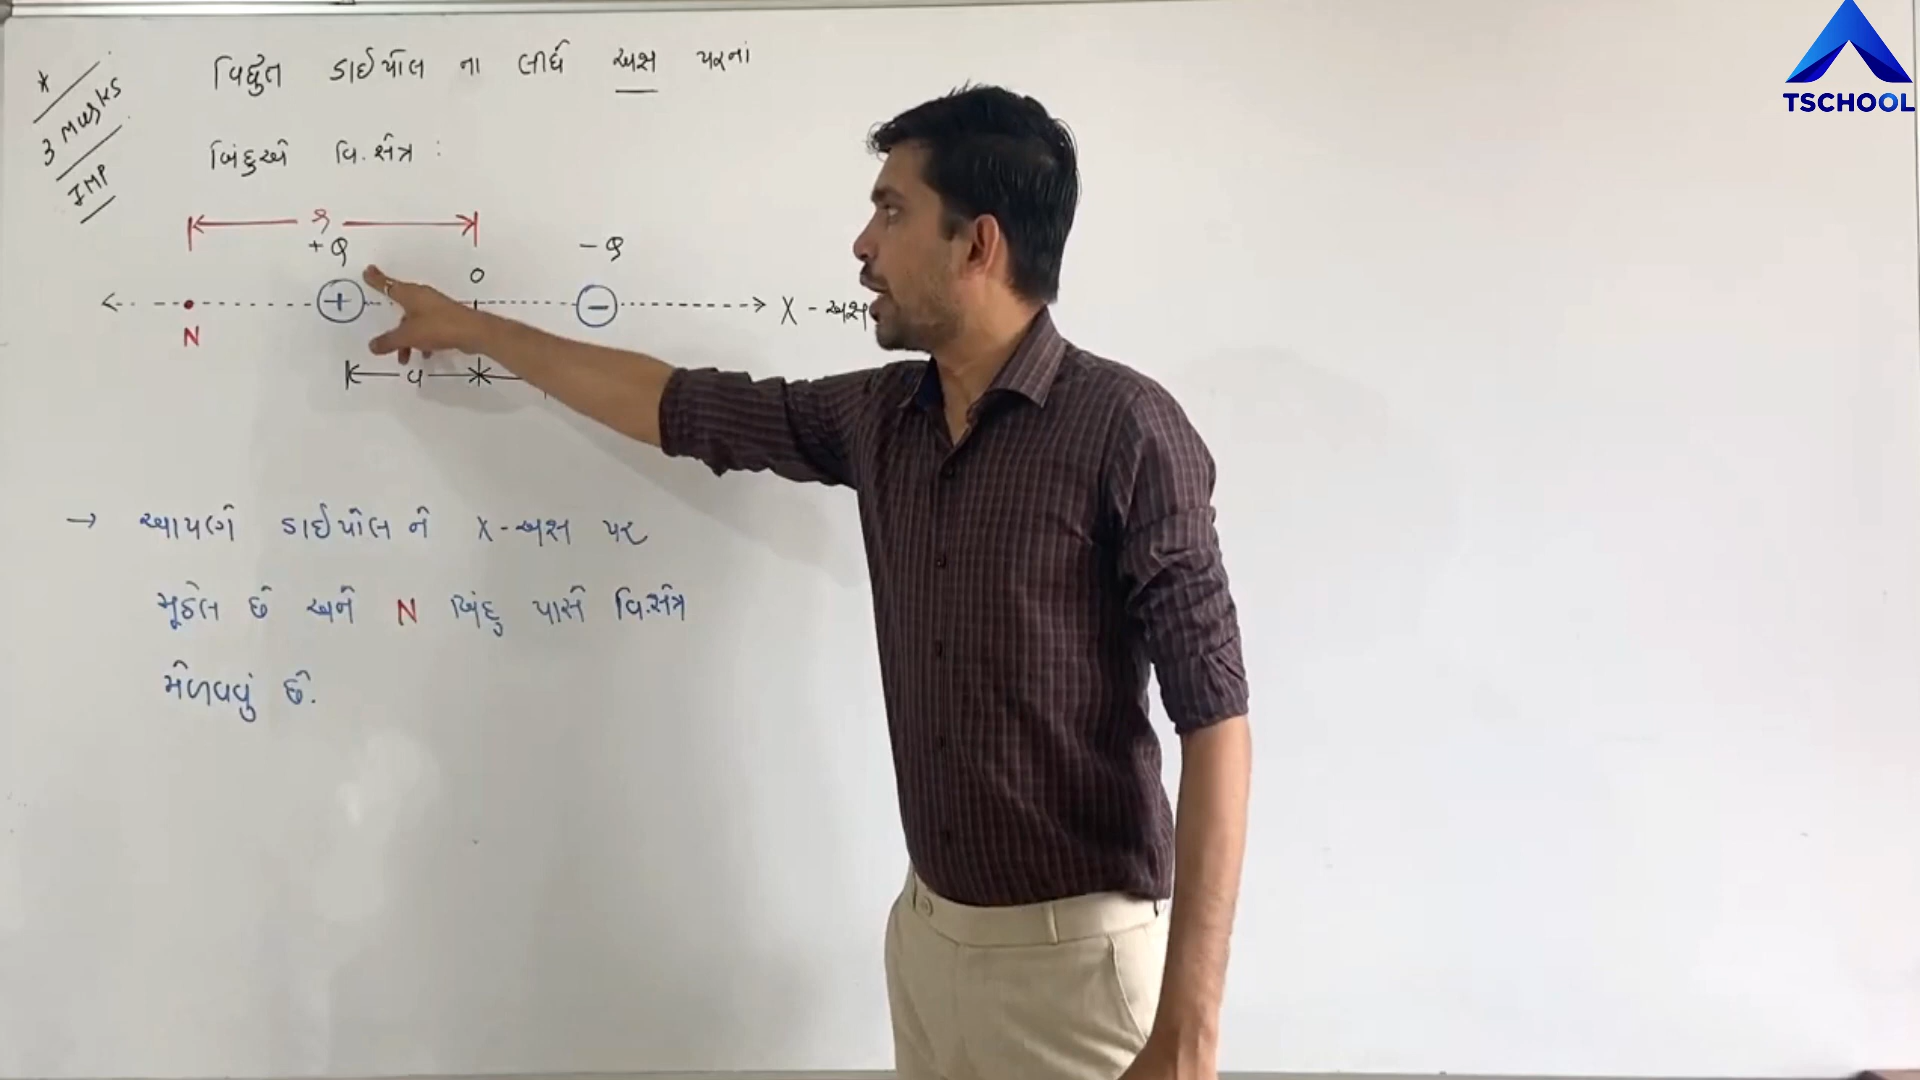 TSCHOOL
*
3 Marks
IMP
વિદ્યુત ડાઈપોલ ના લીધે અક્ષ પરનાં
બિંદુએ વિ.ક્ષેત્ર :
r
+Q
-Q
O
+
-
X - અક્ષ
N
a
→ આપણે ડાઈપોલ ને X-અક્ષ પર
મૂકેલ છે અને N બિંદુ પાસે વિ.ક્ષેત્ર
મેળવવું છે.